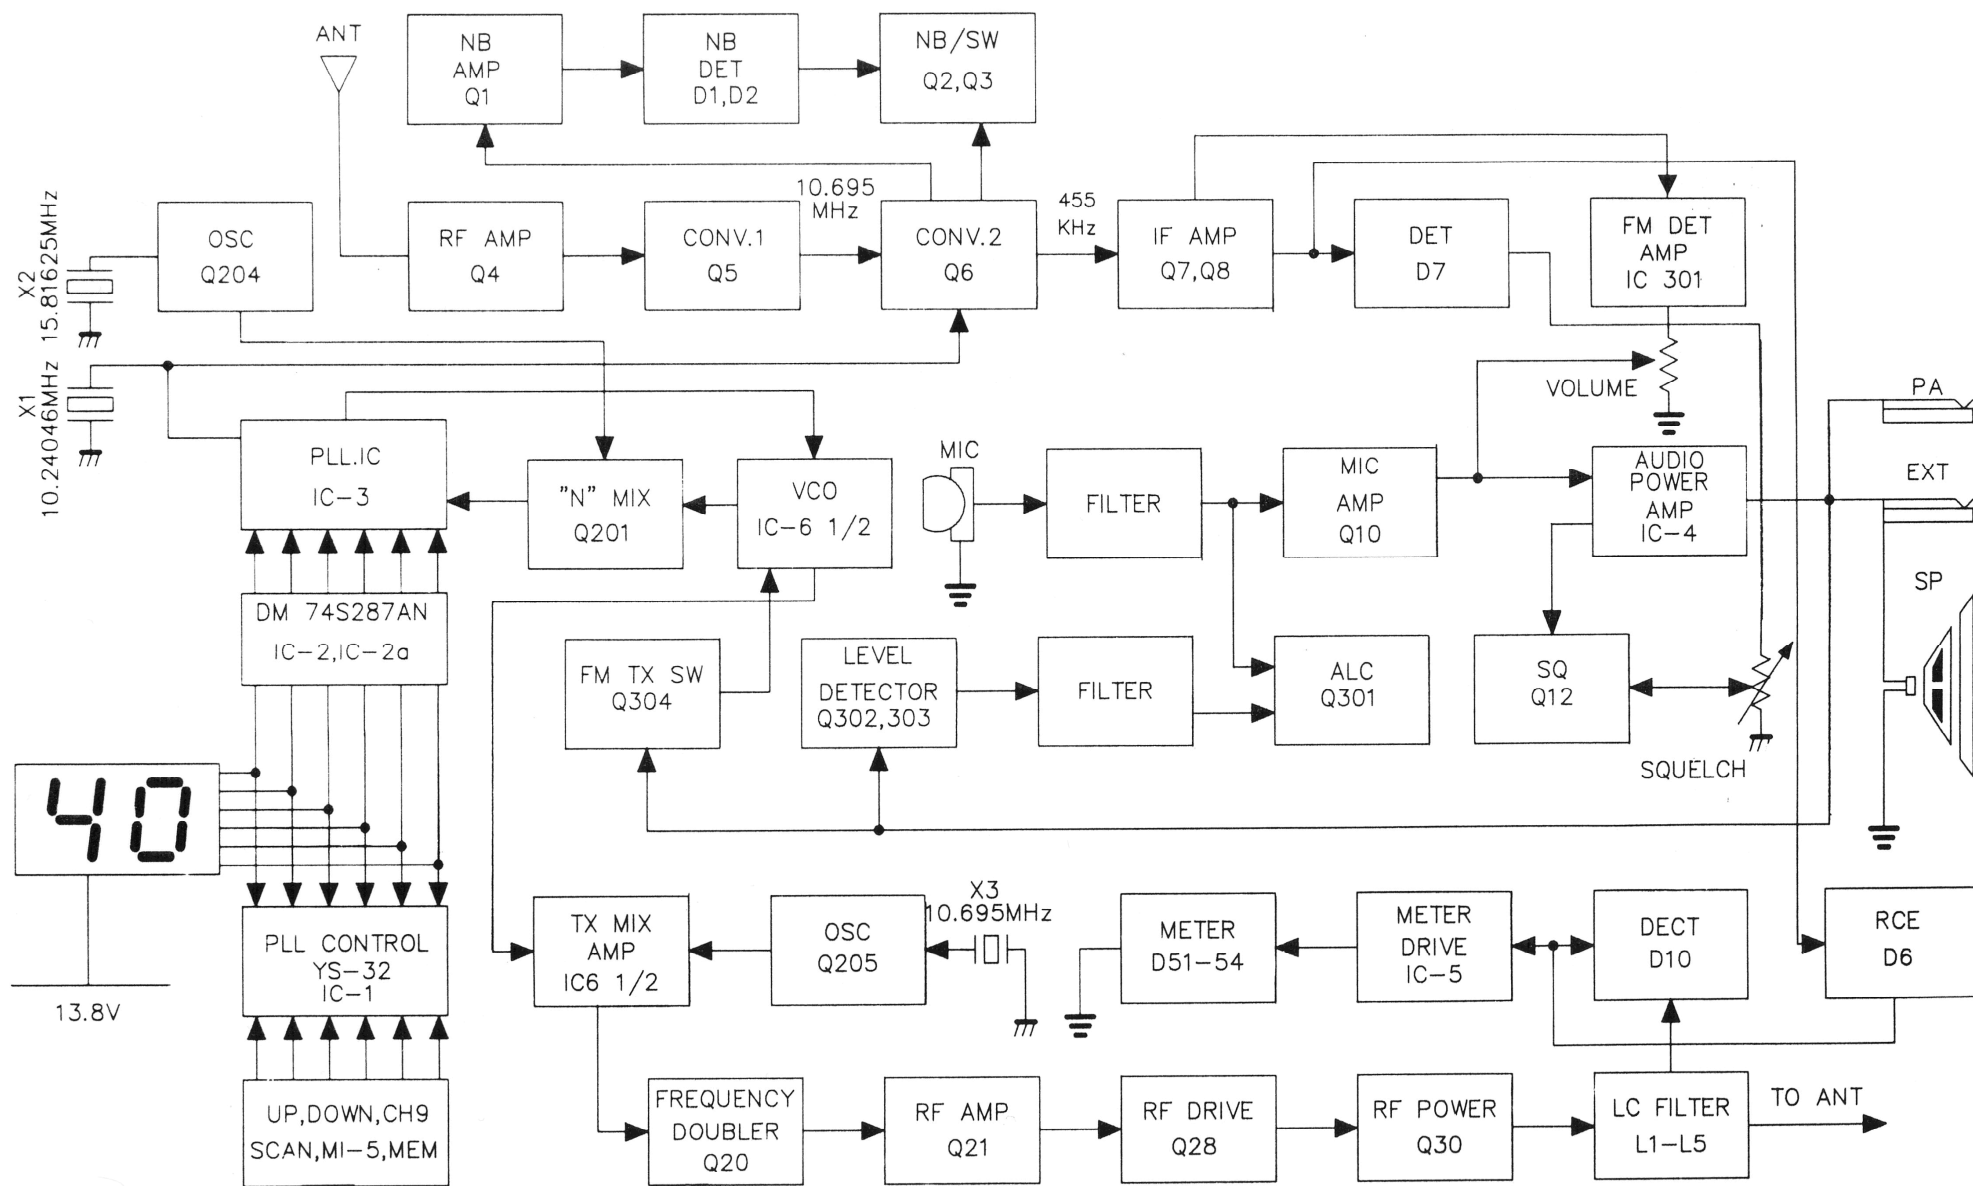 ANT
NB
AMP
Q1
NB
DET
D1,D2
NB/SW
Q2,Q3
X2
15.81625MHz
OSC
Q204
RF AMP
Q4
CONV.1
Q5
10.695
MHz
CONV.2
Q6
455
KHz
IF AMP
Q7,Q8
DET
D7
FM DET
AMP
IC 301
X1
10.24046MHz
VOLUME
PLL.IC
IC-3
"N" MIX
Q201
VCO
IC-6 1/2
MIC
FILTER
MIC
AMP
Q10
AUDIO
POWER
AMP
IC-4
PA
EXT
SP
DM 74S287AN
IC-2,IC-2a
FM TX SW
Q304
LEVEL
DETECTOR
Q302,303
FILTER
ALC
Q301
SQ
Q12
SQUELCH
40
13.8V
PLL CONTROL
YS-32
IC-1
TX MIX
AMP
IC6 1/2
OSC
Q205
X3
10.695MHz
METER
D51-54
METER
DRIVE
IC-5
DECT
D10
RCE
D6
UP,DOWN,CH9
SCAN,MI-5,MEM
FREQUENCY
DOUBLER
Q20
RF AMP
Q21
RF DRIVE
Q28
RF POWER
Q30
LC FILTER
L1-L5
TO ANT